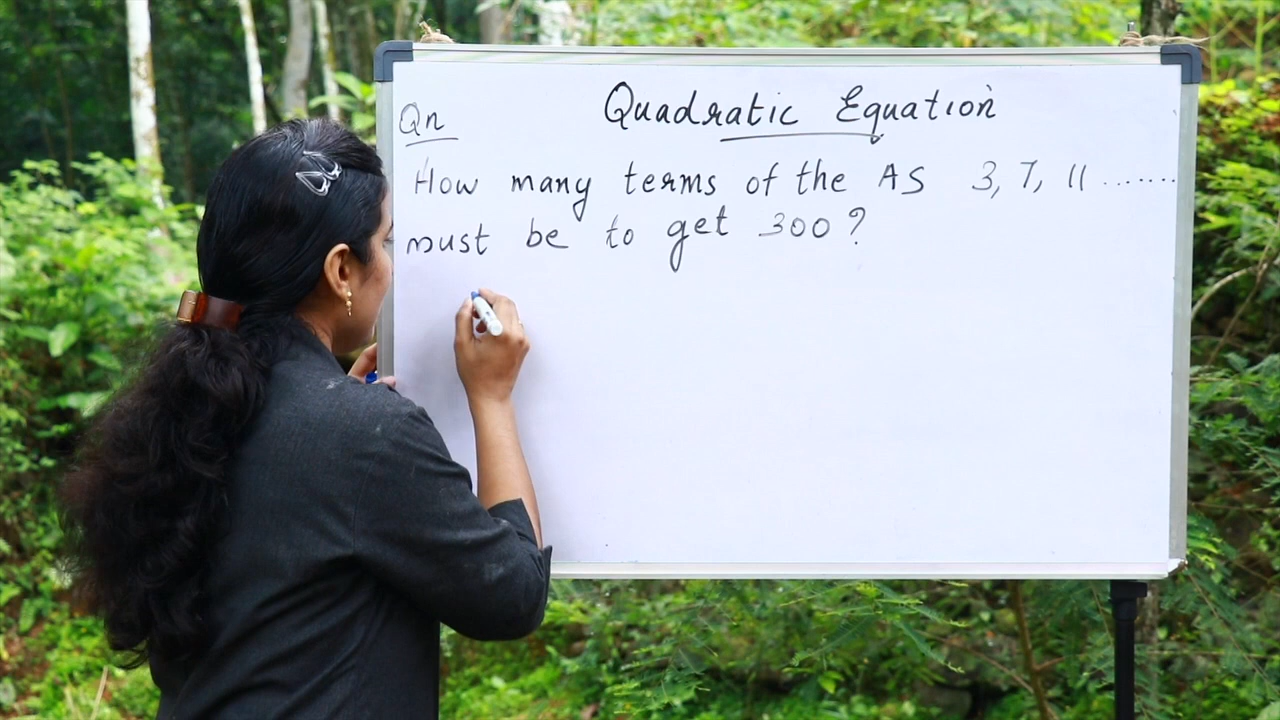 Quadratic Equation
Qn
How many terms of the AS 3, 7, 11 .......
must be to get 300?